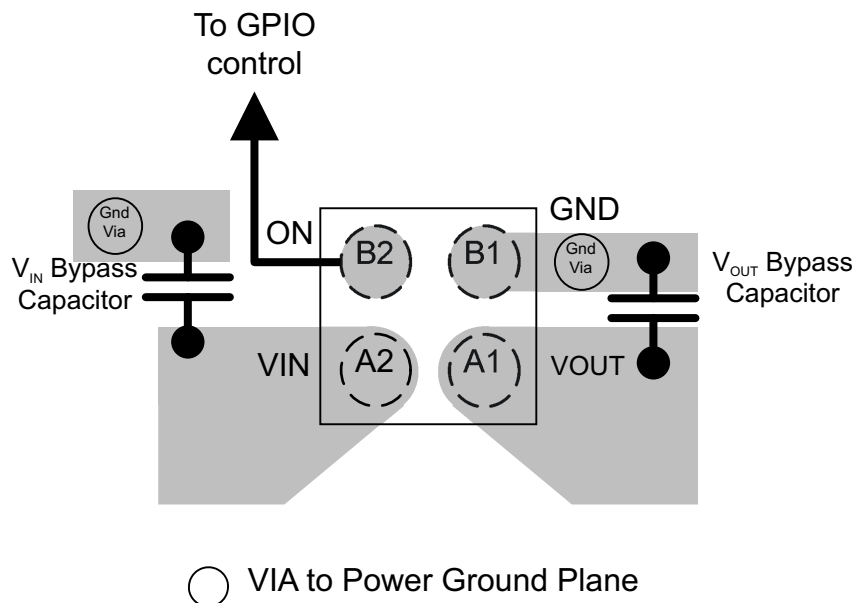 To GPIO
control
Gnd
Via
ON
B2
B1
GND
Gnd
Via
VIN Bypass
Capacitor
VOUT Bypass
Capacitor
VIN
A2
A1
VOUT
VIA to Power Ground Plane